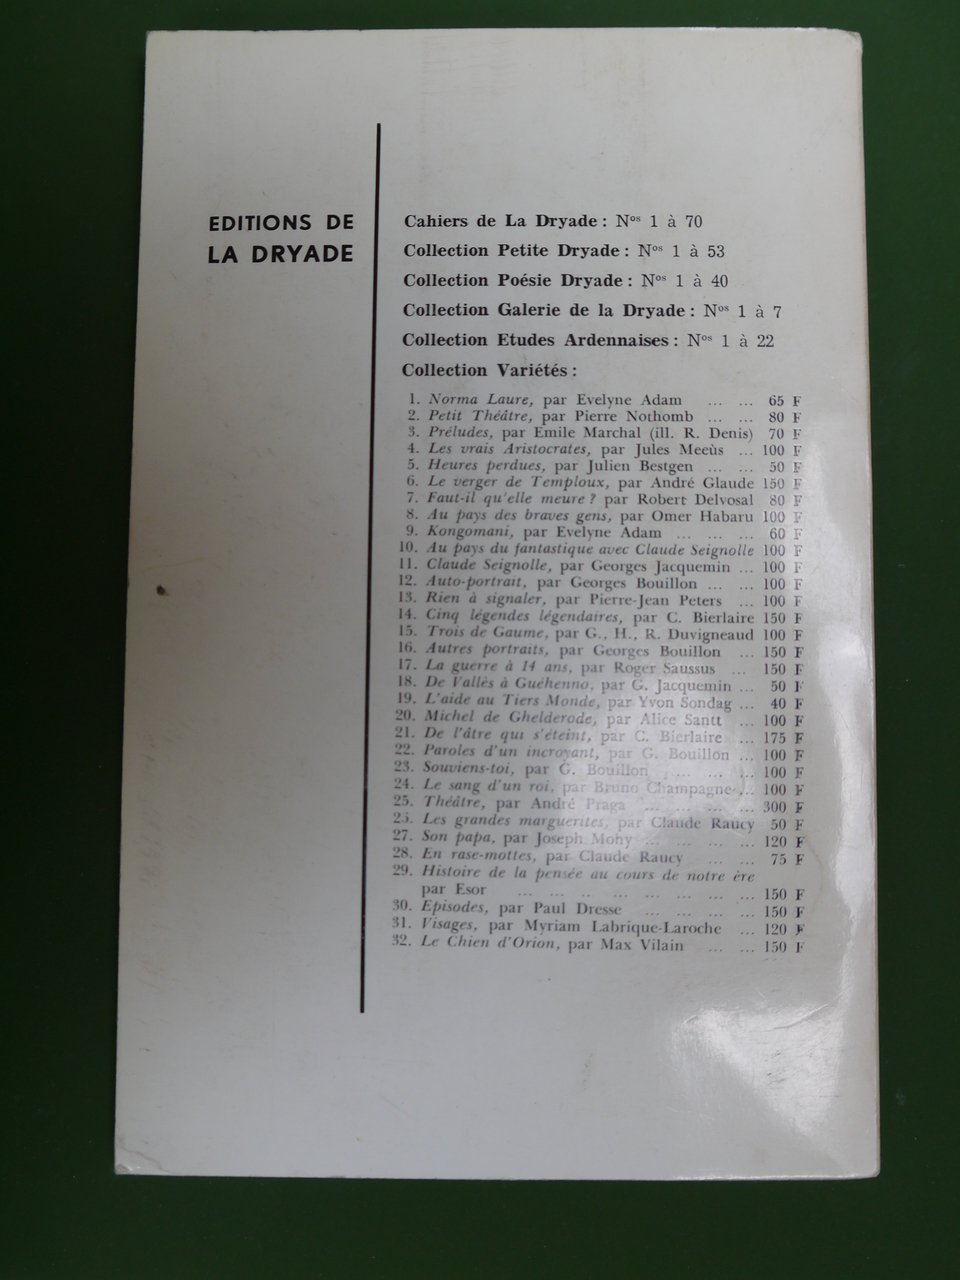 EDITIONS DE
LA DRYADE
Cahiers de La Dryade : Nos 1 à 70
Collection Petite Dryade : Nos 1 à 53
Collection Poésie Dryade : Nos 1 à 40
Collection Galerie de la Dryade : Nos 1 à 7
Collection Etudes Ardennaises : Nos 1 à 22
Collection Variétés :
1. Norma Laure, par Evelyne Adam ... ... 65 F
2. Petit Théâtre, par Pierre Nothomb ... ... 80 F
3. Préludes, par Emile Marchal (ill. R. Denis) 70 F
4. Les vrais Aristocrates, par Jules Meeùs ... 100 F
5. Heures perdues, par Julien Bestgen ... ... 50 F
6. Le verger de Temploux, par André Glaude 150 F
7. Faut-il qu'elle meure ? par Robert Delvosal 80 F
8. Au pays des braves gens, par Omer Habaru 100 F
9. Kongomani, par Evelyne Adam ... ... ... 60 F
10. Au pays du fantastique avec Claude Seignolle 100 F
11. Claude Seignolle, par Georges Jacquemin ... 100 F
12. Auto-portrait, par Georges Bouillon ... ... 100 F
13. Rien à signaler, par Pierre-Jean Peters ... 100 F
14. Cinq légendes légendaires, par C. Bierlaire 150 F
15. Trois de Gaume, par G., H., R. Duvigneaud 100 F
16. Autres portraits, par Georges Bouillon ... 150 F
17. La guerre à 14 ans, par Roger Saussus ... 150 F
18. De Vallès à Guéhenno, par G. Jacquemin ... 50 F
19. L'aide au Tiers Monde, par Yvon Sondag ... 40 F
20. Michel de Ghelderode, par Alice Santt ... 100 F
21. De l'âtre qui s'éteint, par C. Bierlaire ... 175 F
22. Paroles d'un incroyant, par G. Bouillon ... 100 F
23. Souviens-toi, par G. Bouillon ... ... ... 100 F
24. Le sang d'un roi, par Bruno Champagne ... 100 F
25. Théâtre, par André Praga ... ... ... ... 300 F
Les grandes marguerites, par Claude Raucy 50 F
27. Son papa, par Joseph Mohy ... ... ... 120 F
28. En rase-mottes, par Claude Raucy ... ... 75 F
29. Histoire de la pensée au cours de notre ère
par Esor ... ... ... ... ... ... ... ... 150 F
30. Episodes, par Paul Dresse ... ... ... ... 150 F
31. Visages, par Myriam Labrique-Laroche ... 120 F
32. Le Chien d'Orion, par Max Vilain ... ... 150 F